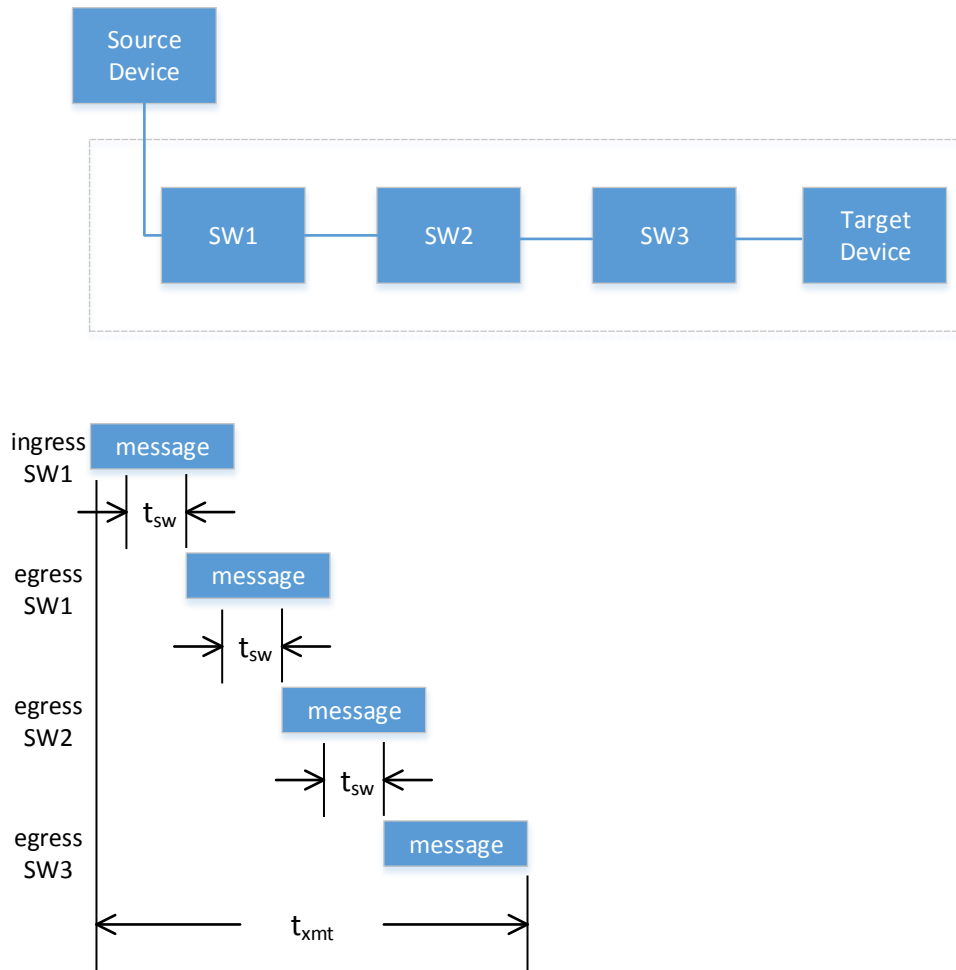 Source
Device
SW1
SW2
SW3
Target
Device
ingress
SW1
message
tsw
egress
SW1
message
tsw
egress
SW2
message
tsw
egress
SW3
message
txmt